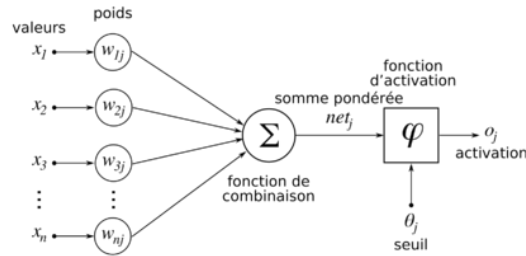 poids
valeurs
x₁ w₁ⱼ
x₂ w₂ⱼ
x₃ w₃ⱼ
xₙ wₙⱼ
Σ
fonction de
combinaison
somme pondérée
netⱼ
fonction
d'activation
φ
oⱼ
activation
θⱼ
seuil